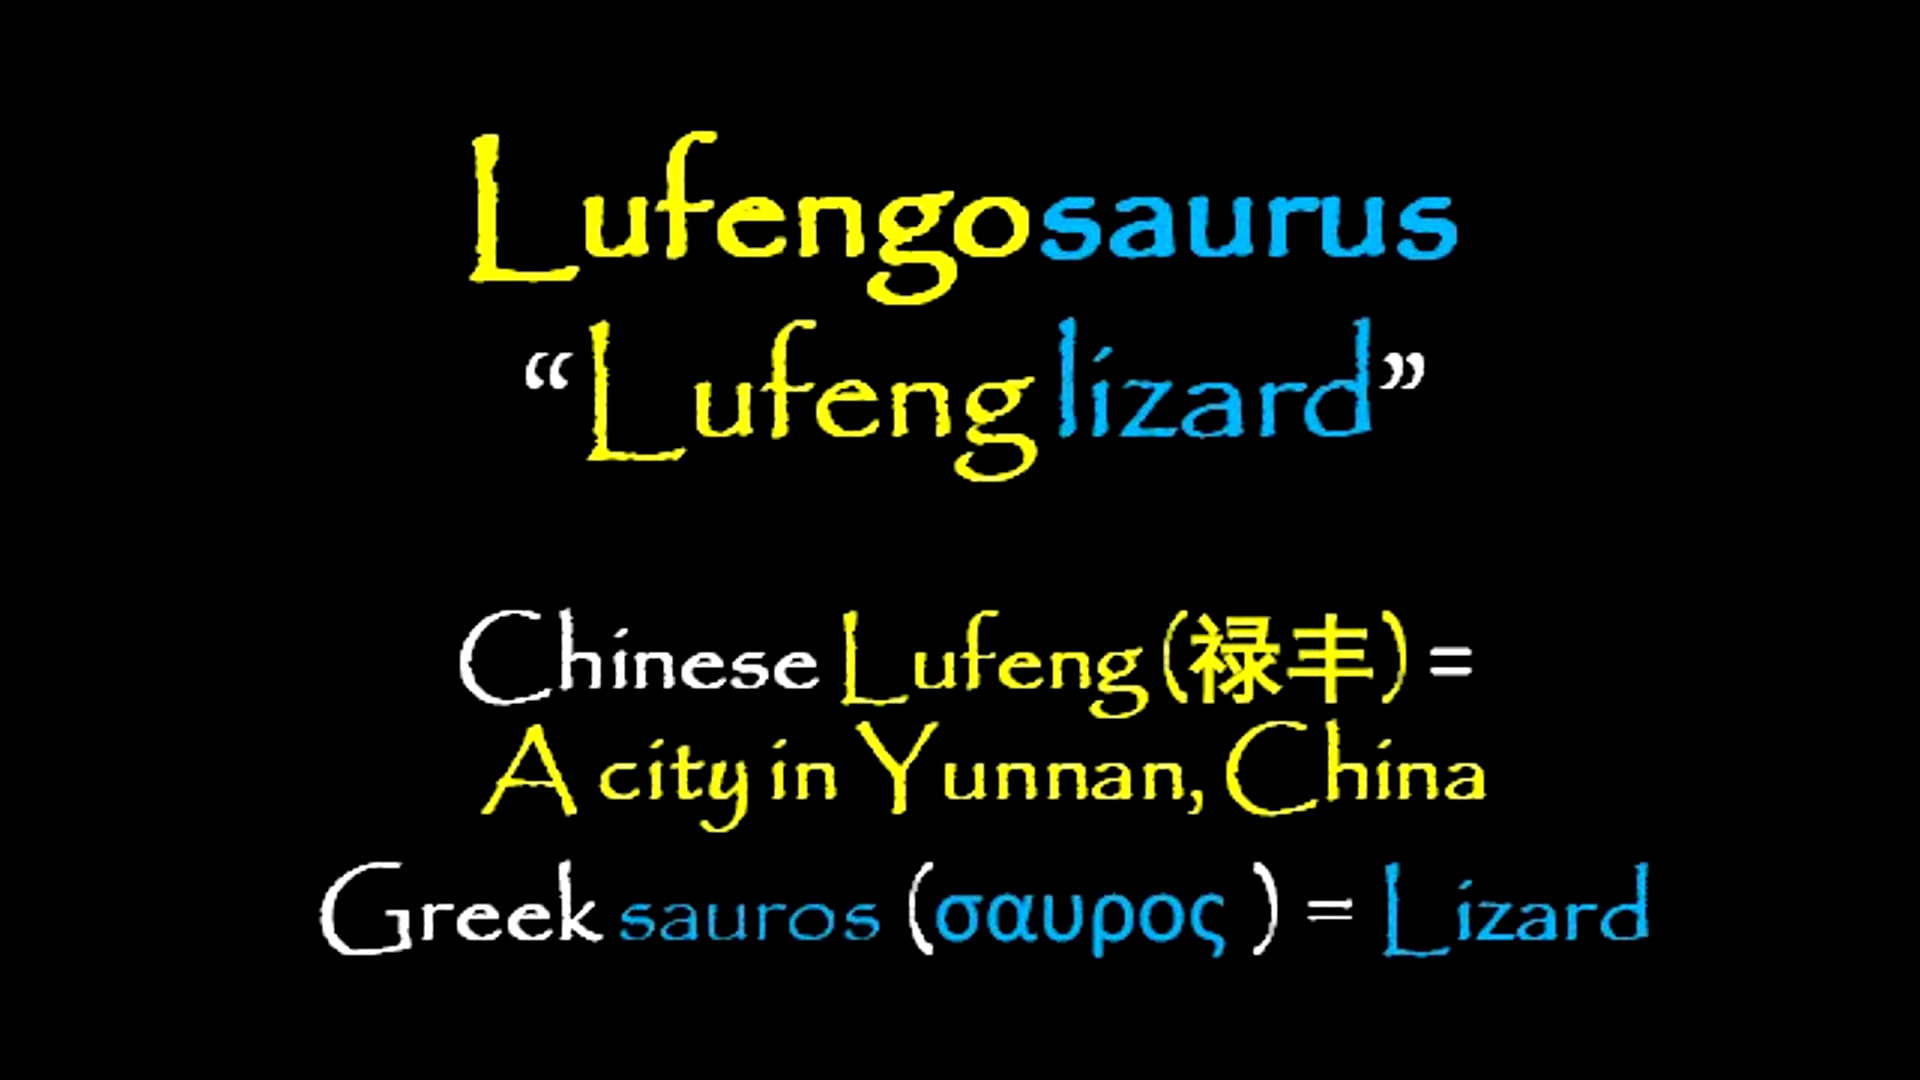 Lufengosaurus
“Lufeng lizard”
Chinese Lufeng (禄丰) =
A city in Yunnan, China
Greek sauros (σαυρος ) = Lizard